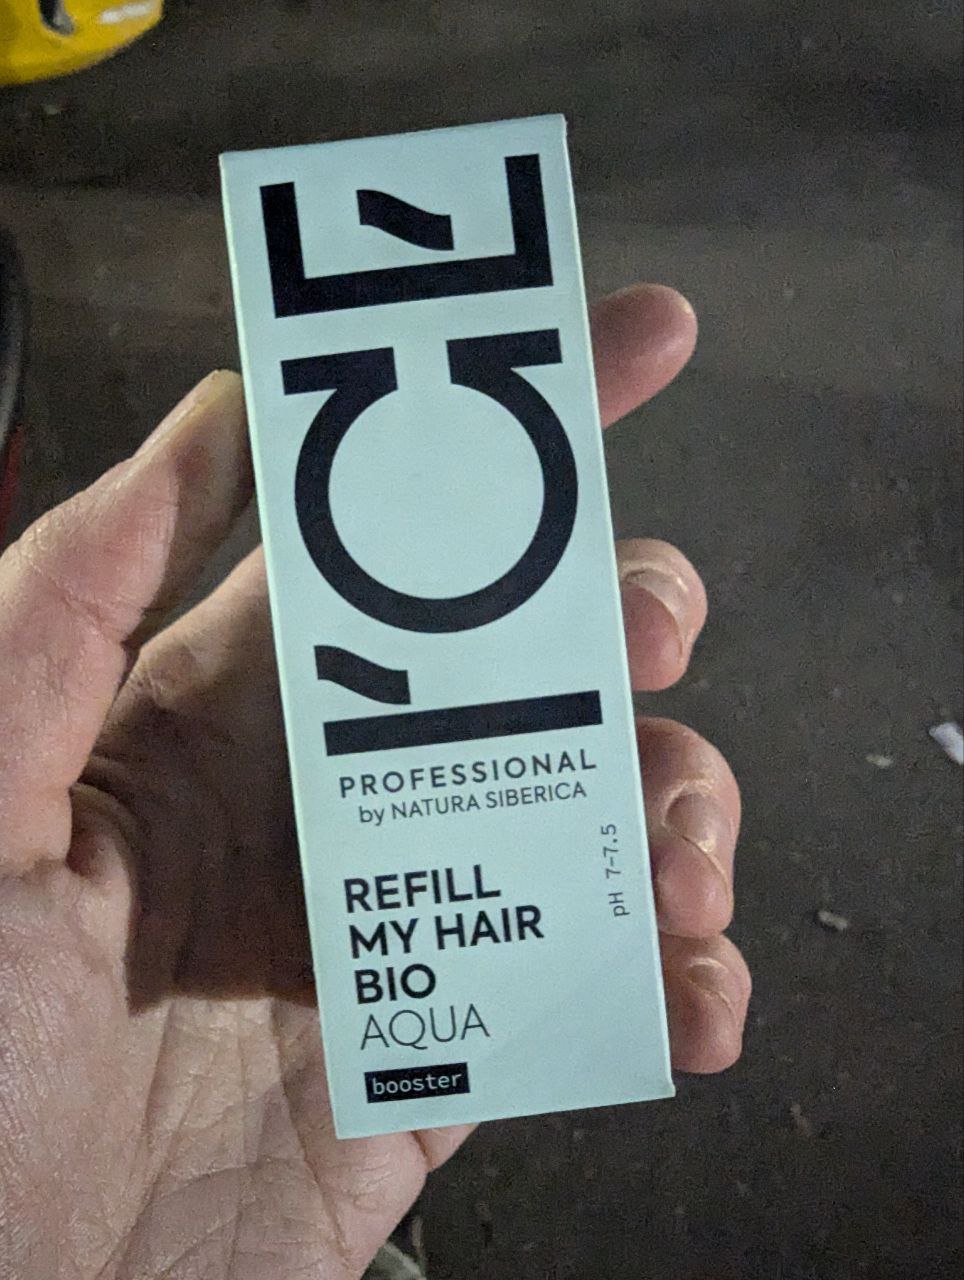 I'CE
PROFESSIONAL
by NATURA SIBERICA
pH 7-7.5
REFILL
MY HAIR
BIO
AQUA
booster